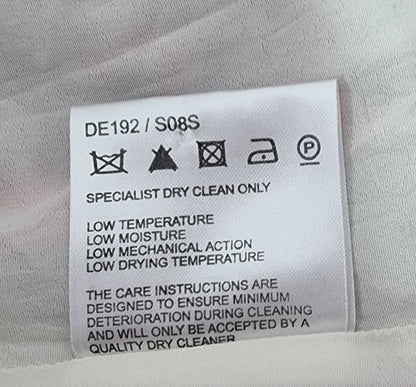 DE192 / S08S
P
SPECIALIST DRY CLEAN ONLY
LOW TEMPERATURE
LOW MOISTURE
LOW MECHANICAL ACTION
LOW DRYING TEMPERATURE
THE CARE INSTRUCTIONS ARE
DESIGNED TO ENSURE MINIMUM
DETERIORATION DURING CLEANING
AND WILL ONLY BE ACCEPTED BY A
QUALITY DRY CLEANER